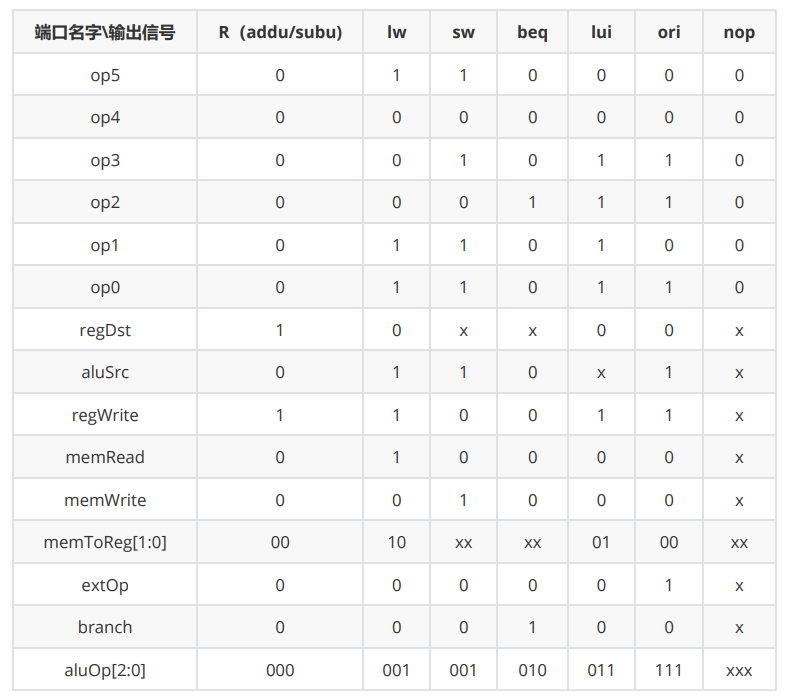 端口名字\输出信号 R（addu/subu) lw sw beq lui ori nop
op5 0 1 1 0 0 0 0
op4 0 0 0 0 0 0 0
op3 0 0 1 0 1 1 0
op2 0 0 0 1 1 1 0
op1 0 1 1 0 1 0 0
op0 0 1 1 0 1 1 0
regDst 1 0 x x 0 0 x
aluSrc 0 1 1 0 x 1 x
regWrite 1 1 0 0 1 1 x
memRead 0 1 0 0 0 0 x
memWrite 0 0 1 0 0 0 x
memToReg[1:0] 00 10 xx xx 01 00 xx
extOp 0 0 0 0 0 1 x
branch 0 0 0 1 0 0 x
aluOp[2:0] 000 001 001 010 011 111 xxx